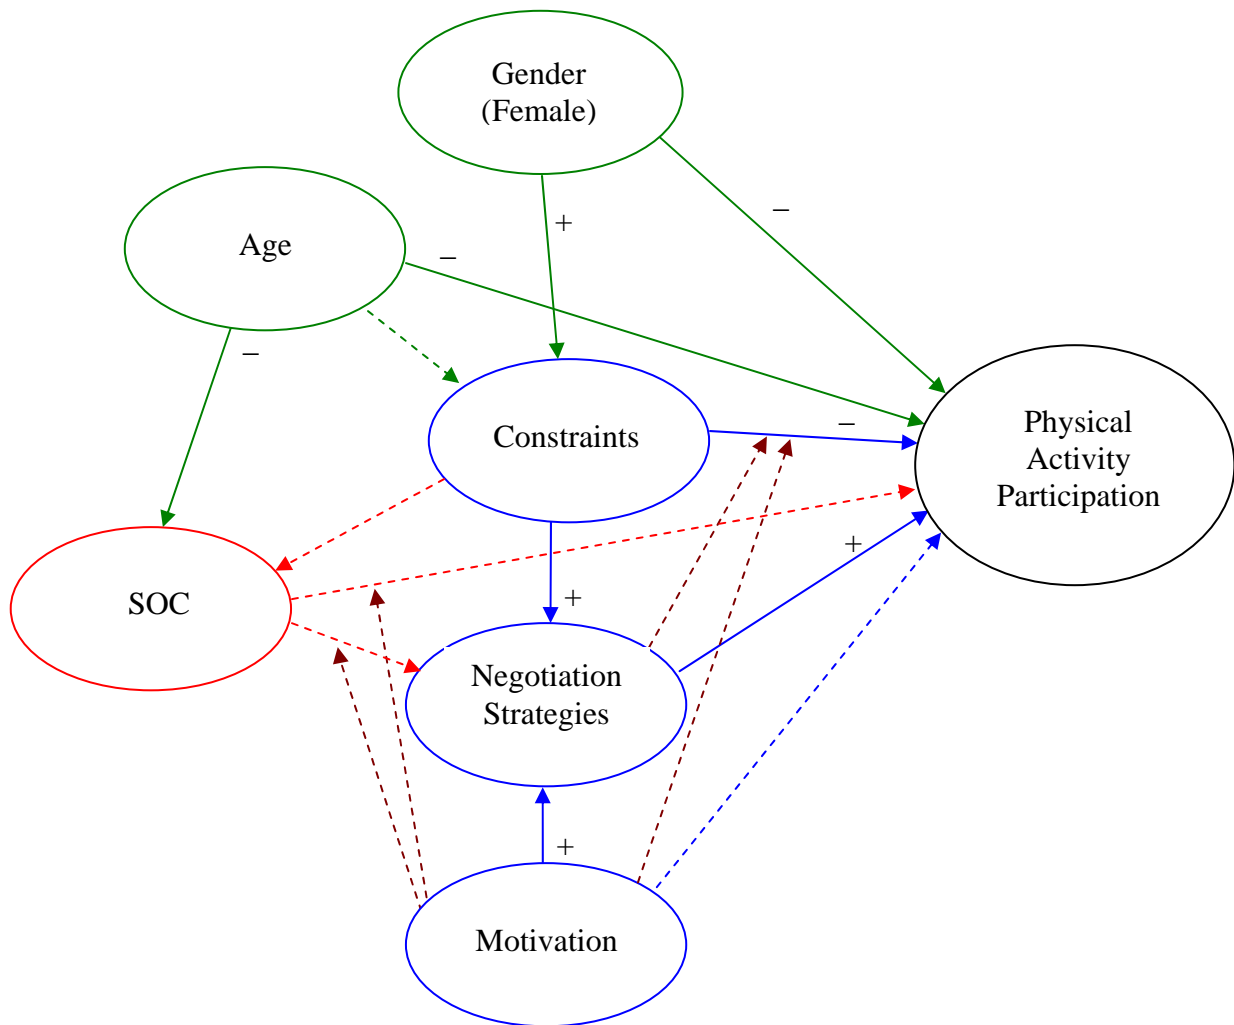 Gender
(Female)
+
−
Age
−
−
Constraints
−
Physical
Activity
Participation
+
SOC
+
Negotiation
Strategies
+
Motivation